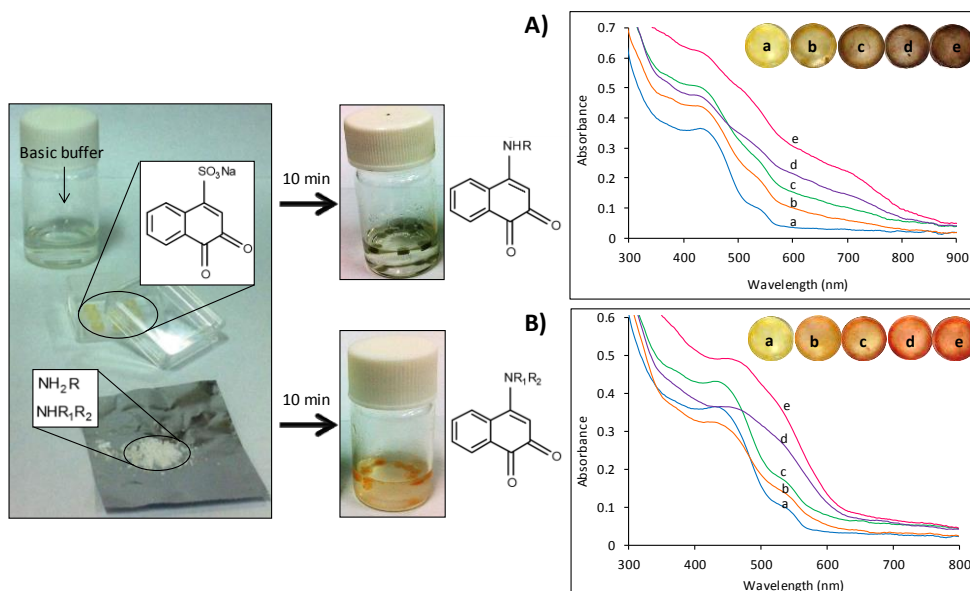 Basic buffer
SO₃Na
O
O
NH₂R
NHR₁R₂
10 min
NHR
O
O
10 min
NR₁R₂
O
O
A)
Absorbance
0.7
0.6
0.5
0.4
0.3
0.2
0.1
0
300 400 500 600 700 800 900
Wavelength (nm)
a b c d e
e
d
c
b
a
B)
Absorbance
0.6
0.5
0.4
0.3
0.2
0.1
0
300 400 500 600 700 800
Wavelength (nm)
a b c d e
e
d
c
b
a